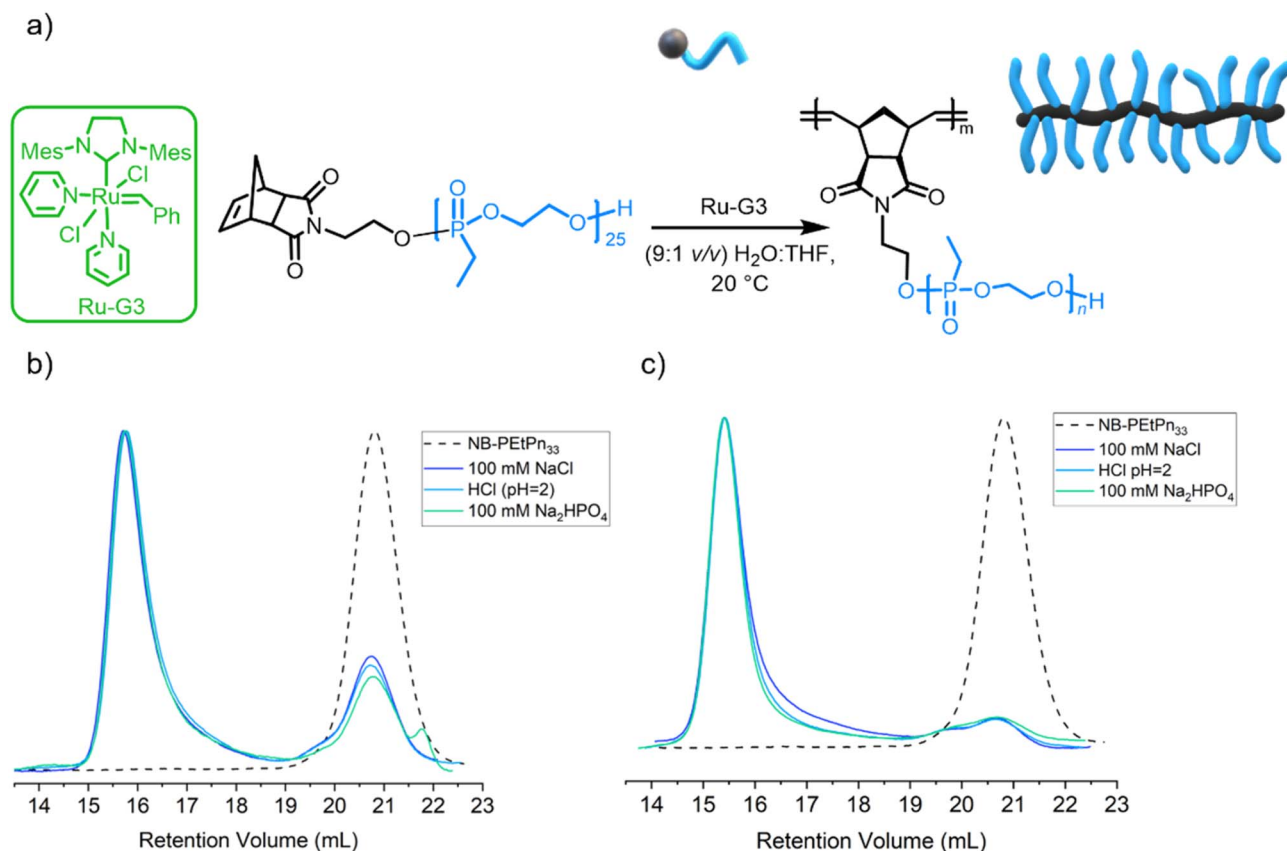 a)
Mes
N
N
Mes
Cl
N
Ru
Ph
Cl
N
Ru-G3
O
N
O
O
O
P
O
O
H
25
Ru-G3
(9:1 v/v) H₂O:THF,
20 °C
m
O
N
O
O
P
O
O
H
n
O
b)
NB-PEtPn₃₃
100 mM NaCl
HCl (pH=2)
100 mM Na₂HPO₄
14 15 16 17 18 19 20 21 22 23
Retention Volume (mL)
c)
NB-PEtPn₃₃
100 mM NaCl
HCl pH=2
100 mM Na₂HPO₄
14 15 16 17 18 19 20 21 22 23
Retention Volume (mL)